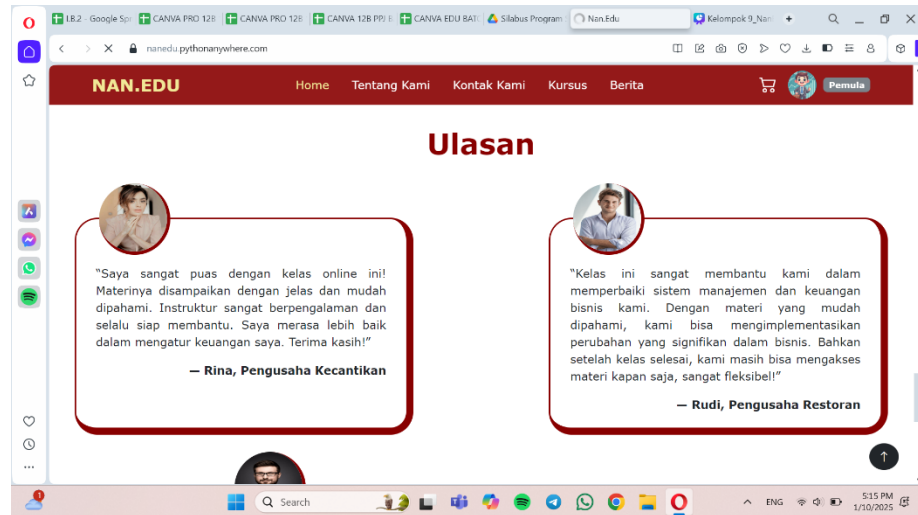 I.B.2 - Google Spr
CANVA PRO 12B
CANVA PRO 12B
CANVA 12B PPJ E
CANVA EDU BATC
Silabus Program
Nan.Edu
Kelompok 9_Nan
nanedu.pythonanywhere.com
NAN.EDU
Home
Tentang Kami
Kontak Kami
Kursus
Berita
Pemula
Ulasan
“Saya sangat puas dengan kelas online ini!
Materinya disampaikan dengan jelas dan mudah
dipahami. Instruktur sangat berpengalaman dan
selalu siap membantu. Saya merasa lebih baik
dalam mengatur keuangan saya. Terima kasih!”
— Rina, Pengusaha Kecantikan
“Kelas ini sangat membantu kami dalam
memperbaiki sistem manajemen dan keuangan
bisnis kami. Dengan materi yang mudah
dipahami, kami bisa mengimplementasikan
perubahan yang signifikan dalam bisnis. Bahkan
setelah kelas selesai, kami masih bisa mengakses
materi kapan saja, sangat fleksibel!”
— Rudi, Pengusaha Restoran
Search
ENG
5:15 PM
1/10/2025